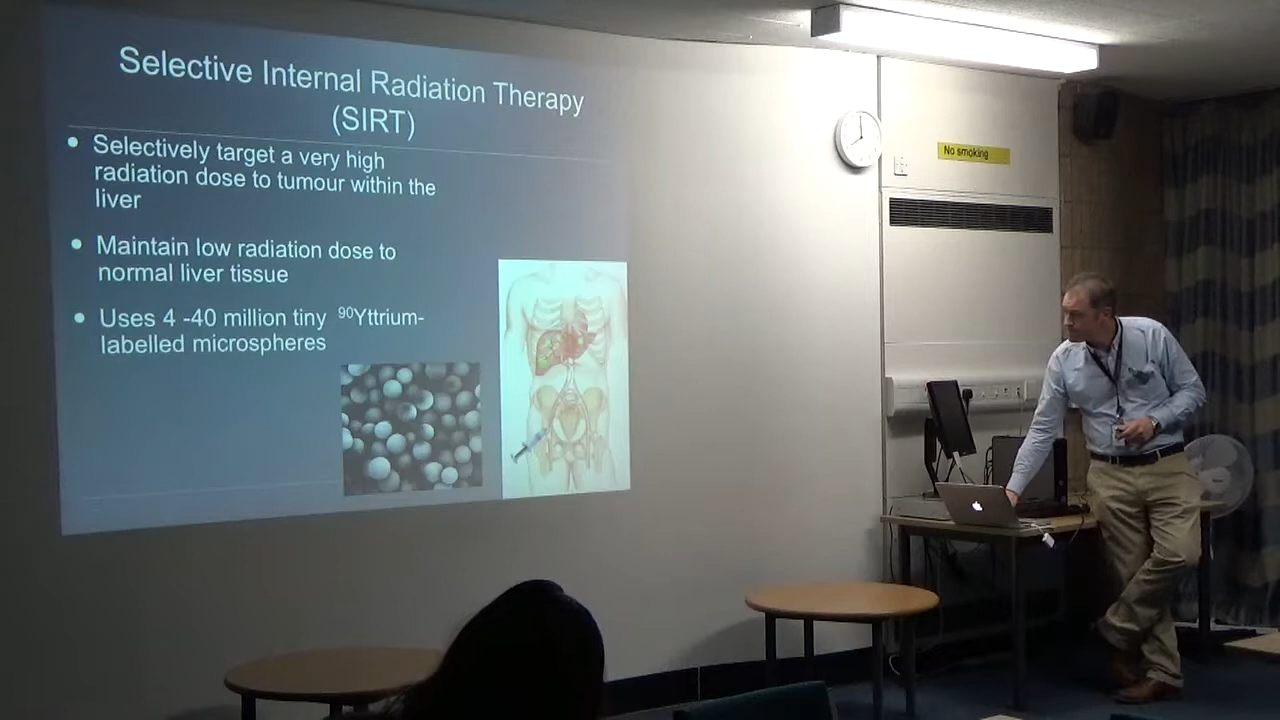 Selective Internal Radiation Therapy
(SIRT)
• Selectively target a very high
radiation dose to tumour within the
liver
• Maintain low radiation dose to
normal liver tissue
• Uses 4 -40 million tiny ⁹⁰Yttrium-
labelled microspheres
No smoking